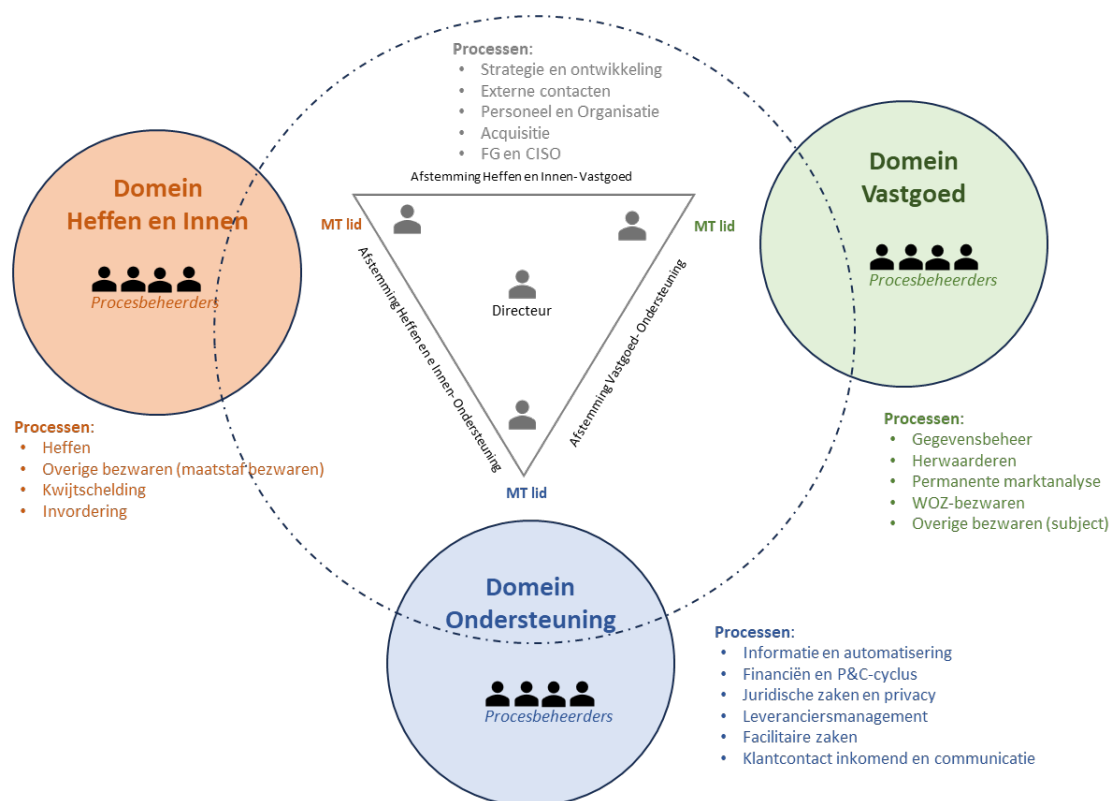 Processen:
• Strategie en ontwikkeling
• Externe contacten
• Personeel en Organisatie
• Acquisitie
• FG en CISO
Afstemming Heffen en Innen- Vastgoed
Domein
Heffen en Innen
Procesbeheerders
MT lid
MT lid
Domein
Vastgoed
Procesbeheerders
Directeur
Afstemming Heffen en e Innen- Ondersteuning
Afstemming Vastgoed- Ondersteuning
MT lid
Processen:
• Heffen
• Overige bezwaren (maatstaf bezwaren)
• Kwijtschelding
• Invordering
Processen:
• Gegevensbeheer
• Herwaarderen
• Permanente marktanalyse
• WOZ-bezwaren
• Overige bezwaren (subject)
Domein
Ondersteuning
Procesbeheerders
Processen:
• Informatie en automatisering
• Financiën en P&C-cyclus
• Juridische zaken en privacy
• Leveranciersmanagement
• Facilitaire zaken
• Klantcontact inkomend en communicatie